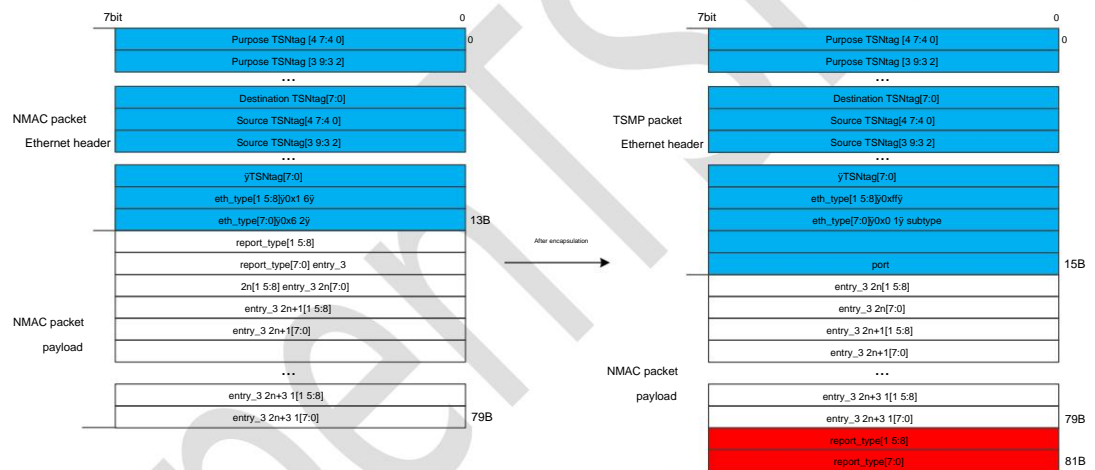 7bit
0
0
Purpose TSNtag [4 7:4 0]
Purpose TSNtag [3 9:3 2]
...
Destination TSNtag[7:0]
Source TSNtag[4 7:4 0]
Source TSNtag[3 9:3 2]
...
ÿTSNtag[7:0]
eth_type[1 5:8]ÿ0x1 6ÿ
eth_type[7:0]ÿ0x6 2ÿ
13B
report_type[1 5:8]
report_type[7:0] entry_3
2n[1 5:8] entry_3 2n[7:0]
entry_3 2n+1[1 5:8]
entry_3 2n+1[7:0]
...
entry_3 2n+3 1[1 5:8]
entry_3 2n+3 1[7:0]
79B
NMAC packet
Ethernet header
NMAC packet
payload
After encapsulation
7bit
0
0
Purpose TSNtag [4 7:4 0]
Purpose TSNtag [3 9:3 2]
...
Destination TSNtag[7:0]
Source TSNtag[4 7:4 0]
Source TSNtag[3 9:3 2]
...
ÿTSNtag[7:0]
eth_type[1 5:8]ÿ0xffÿ
eth_type[7:0]ÿ0x0 1ÿ subtype
port
15B
entry_3 2n[1 5:8]
entry_3 2n[7:0]
entry_3 2n+1[1 5:8]
entry_3 2n+1[7:0]
...
entry_3 2n+3 1[1 5:8]
entry_3 2n+3 1[7:0]
79B
report_type[1 5:8]
report_type[7:0]
81B
TSMP packet
Ethernet header
NMAC packet
payload